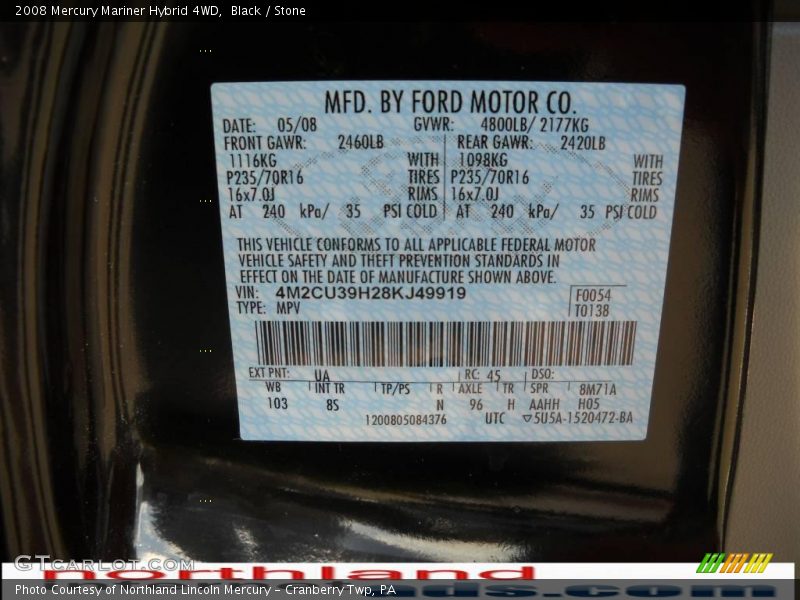 2008 Mercury Mariner Hybrid 4WD, Black / Stone
MFD. BY FORD MOTOR CO.
DATE: 05/08 GVWR: 4800LB/ 2177KG
FRONT GAWR: 2460LB REAR GAWR: 2420LB
1116KG WITH 1098KG WITH
P235/70R16 TIRES P235/70R16 TIRES
16x7.0J RIMS 16x7.0J RIMS
AT 240 kPa/ 35 PSI COLD AT 240 kPa/ 35 PSI COLD
THIS VEHICLE CONFORMS TO ALL APPLICABLE FEDERAL MOTOR
VEHICLE SAFETY AND THEFT PREVENTION STANDARDS IN
EFFECT ON THE DATE OF MANUFACTURE SHOWN ABOVE.
VIN: 4M2CU39H28KJ49919 F0054
TYPE: MPV T0138
EXT PNT: UA RC: 45 DSO:
WB INT TR TP/PS R AXLE TR SPR 8M71A
103 8S N 96 H AAHH H05
1200805084376 UTC ▽5U5A-1520472-BA
GTcarlot.com
northland
Photo Courtesy of Northland Lincoln Mercury - Cranberry Twp, PA